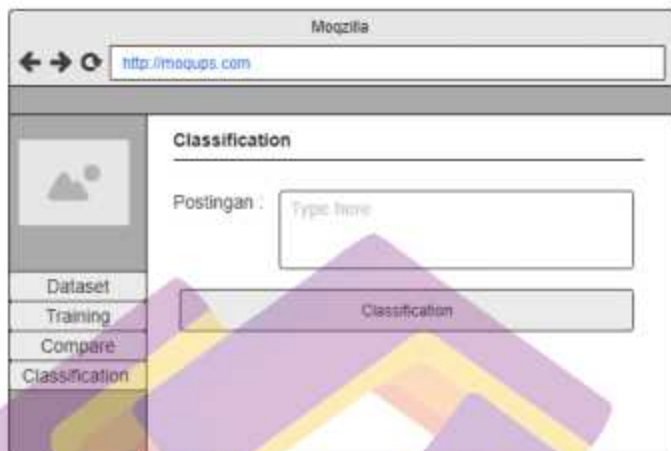 Moqzilla
http://moqups.com
Classification
Postingan :
Type here
Classification
Dataset
Training
Compare
Classification